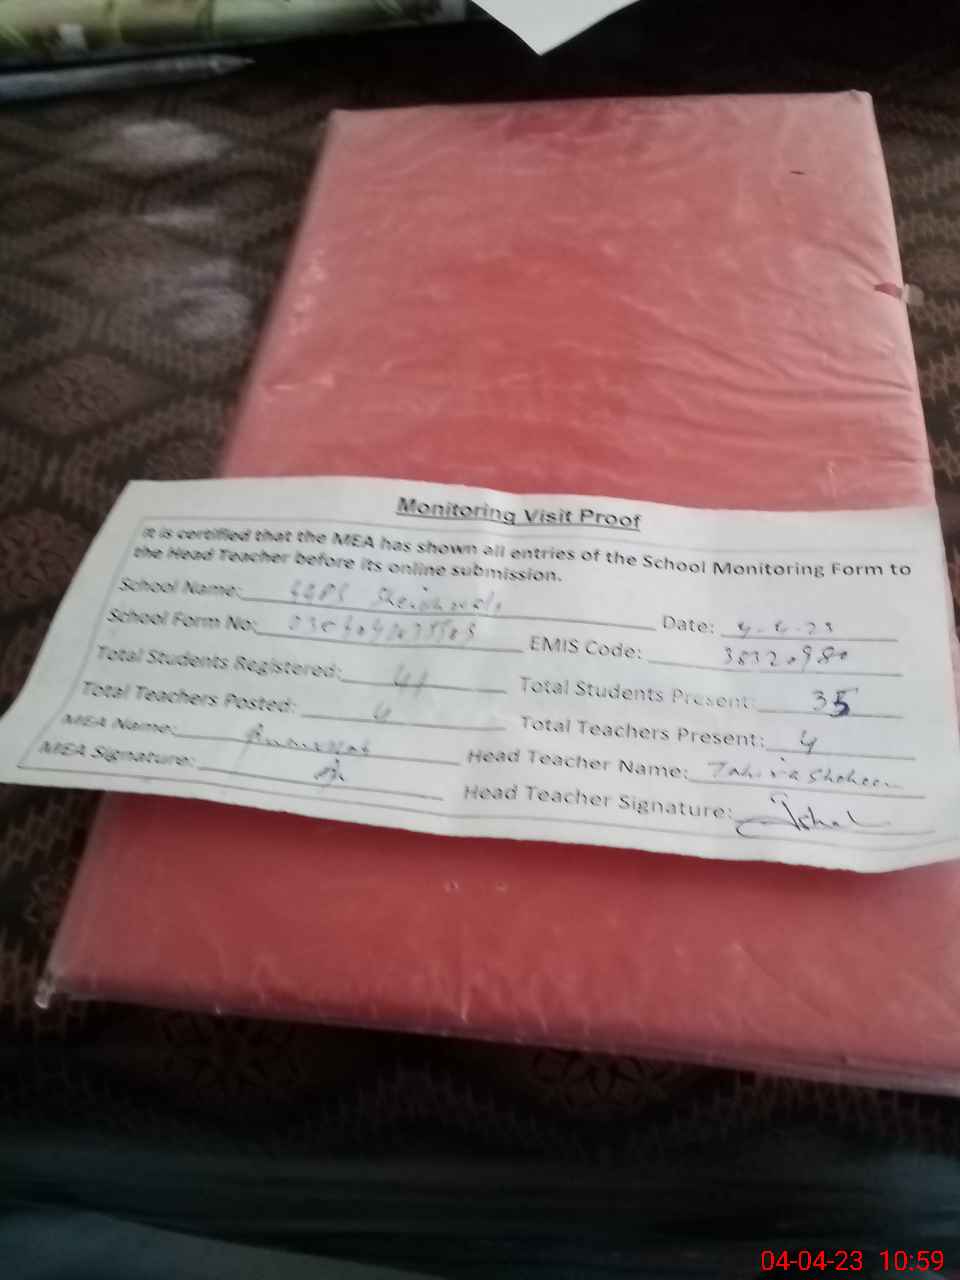 Monitoring Visit Proof
It is certified that the MEA has shown all entries of the School Monitoring Form to
the Head Teacher before its online submission.
School Name:
Date: 4-4-23
School Form No:
EMIS Code: 38320980
Total Students Registered: 41
Total Students Present: 35
Total Teachers Posted: 4
Total Teachers Present: 4
MEA Name:
Head Teacher Name: Tahira Shaheen
MEA Signature:
Head Teacher Signature:
04-04-23 10:59